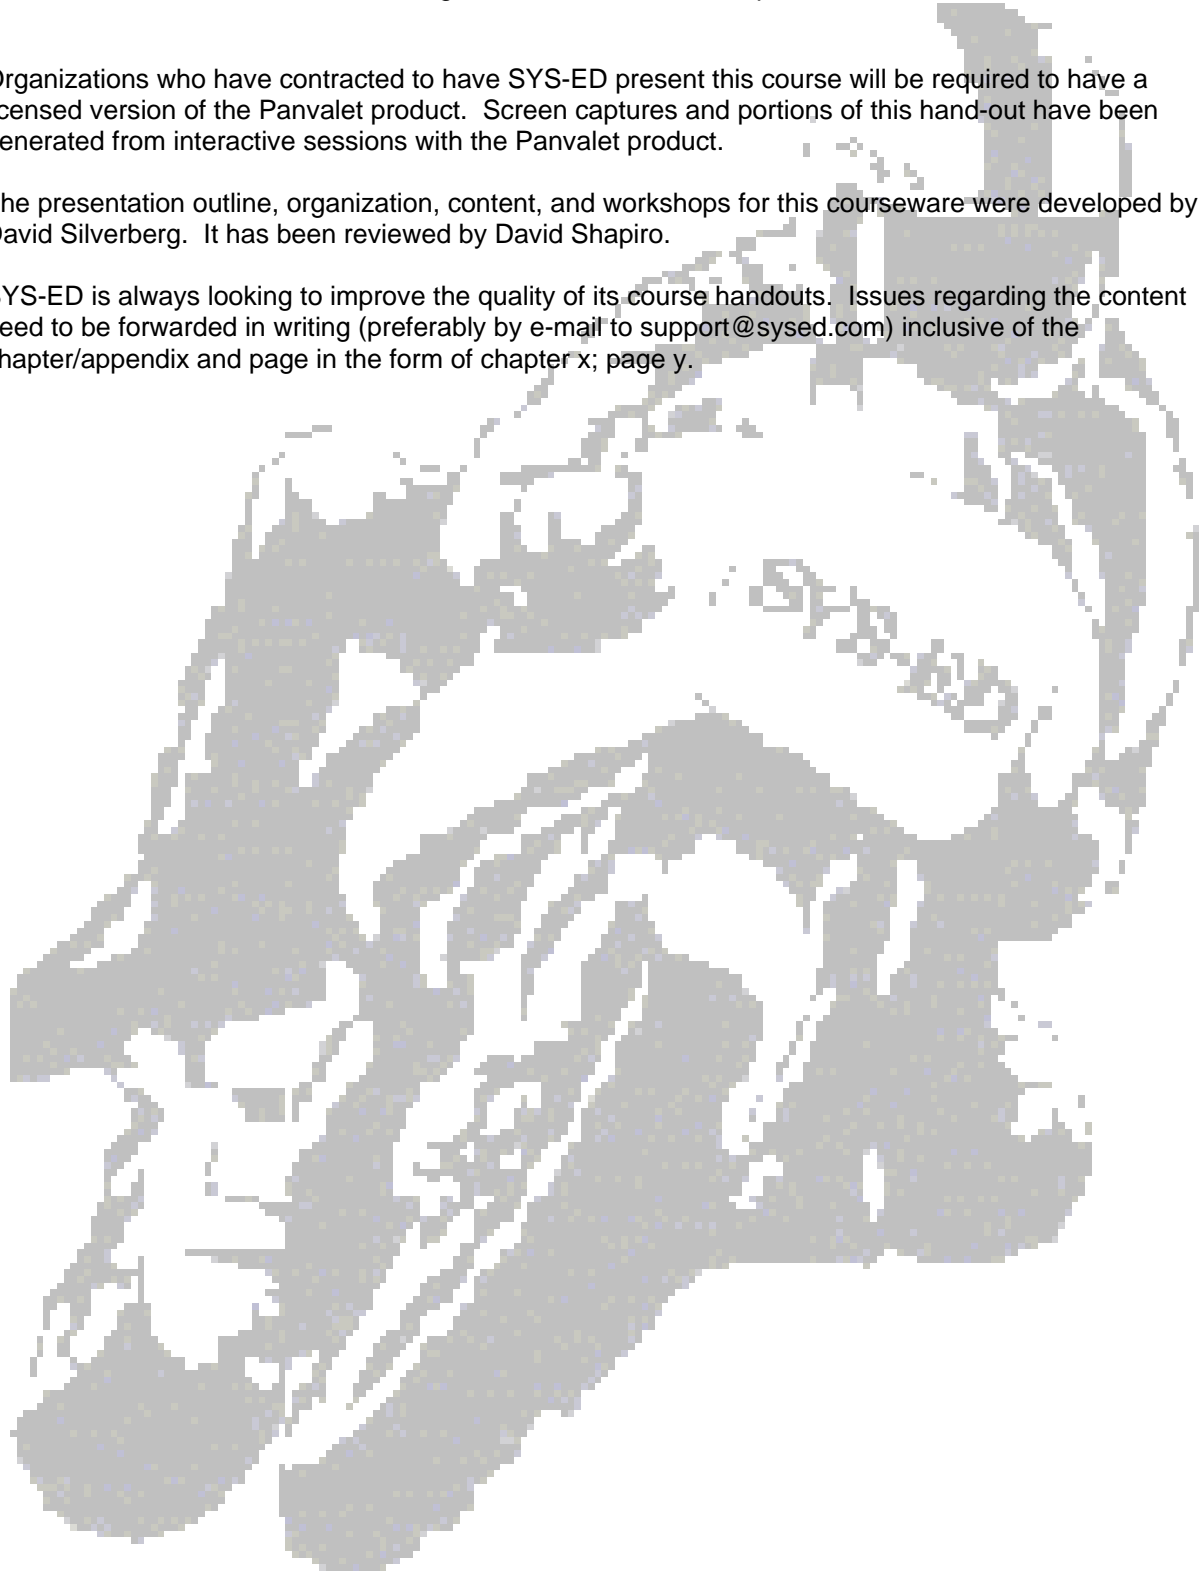 rganizations who have contracted to have SYS-ED present this course will be required to have a
censed version of the Panvalet product.  Screen captures and portions of this hand-out have been
enerated from interactive sessions with the Panvalet product.
he presentation outline, organization, content, and workshops for this courseware were developed by
avid Silverberg.  It has been reviewed by David Shapiro.
YS-ED is always looking to improve the quality of its course handouts.  Issues regarding the content
eed to be forwarded in writing (preferably by e-mail to support@sysed.com) inclusive of the
hapter/appendix and page in the form of chapter x; page y.
SYS-ED